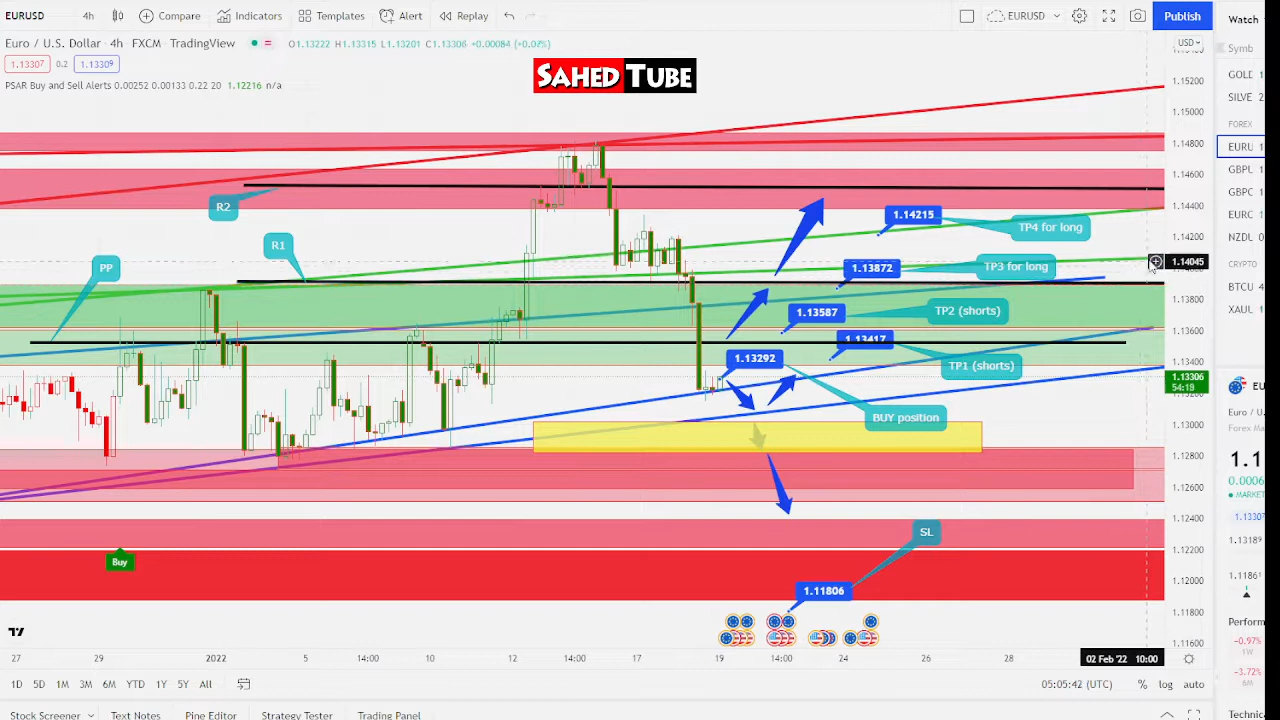 EURUSD 4h Compare Indicators Templates Alert Replay EURUSD Publish Watch
Euro / U.S. Dollar · 4h · FXCM · TradingView O1.13222 H1.13315 L1.13201 C1.13306 +0.00084 (+0.07%) USD
1.13307 0.2 1.13309
PSAR Buy and Sell Alerts 0.00252 0.00133 0.22 20 1.12216 n/a
SAHED TUBE
Symb
GOLD
SILVE
FOREX
EURU
GBPL
GBPC
EURC
NZDL
CRYPTO
BTCU
XAUL
1.15200
1.15000
1.14800
1.14600
1.14400
1.14200
1.14045
1.13800
1.13600
1.13400
1.13306
54:19
1.13000
1.12800
1.12600
1.12400
1.12200
1.12000
1.11800
1.11600
R2
R1
PP
1.14215 TP4 for long
1.13872 TP3 for long
1.13587 TP2 (shorts)
1.13417
1.13292 TP1 (shorts)
BUY position
SL
1.11806
Buy
Euro / U.
Forex Mar
1.1
0.0006
MARKET
1.13307
1.13189
1.11861
Perform
-0.97%
1W
-3.72%
6M
Technic
27 29 2022 5 14:00 10 12 14:00 17 19 14:00 24 26 28 02 Feb '22 10:00
1D 5D 1M 3M 6M YTD 1Y 5Y All 05:05:42 (UTC) % log auto
Stock Screener Text Notes Pine Editor Strategy Tester Trading Panel